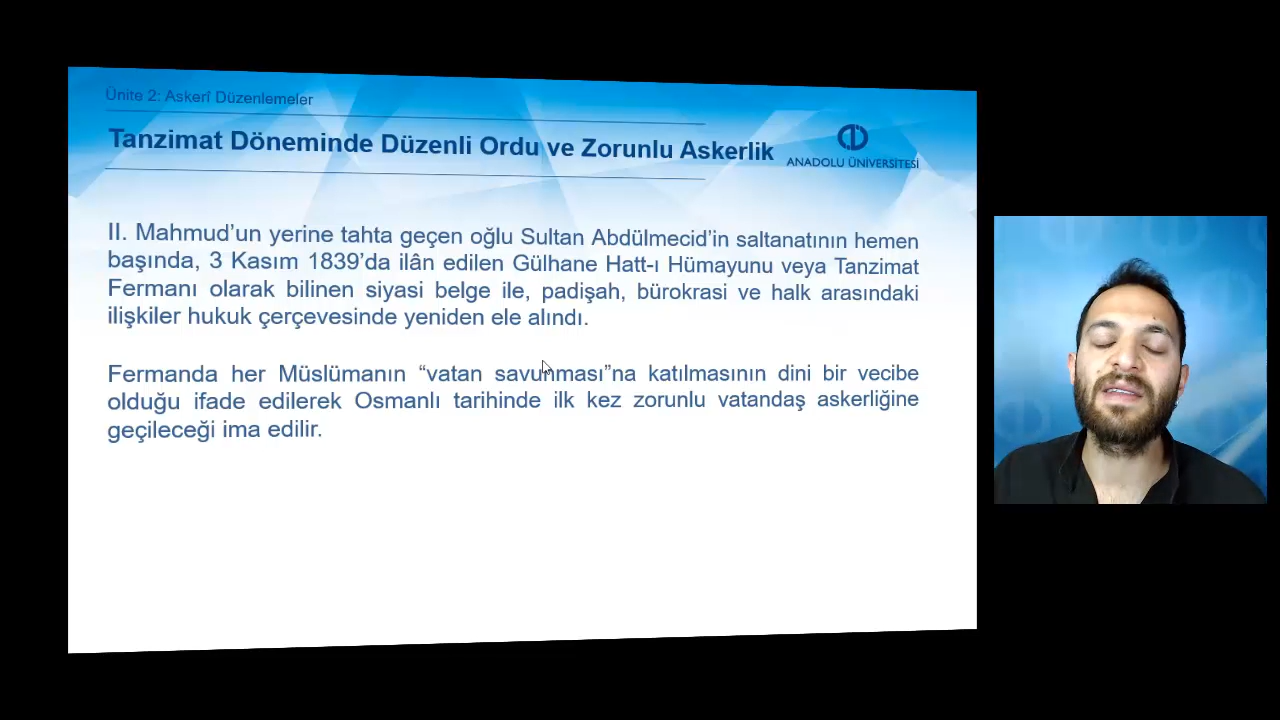 Ünite 2: Askerî Düzenlemeler
Tanzimat Döneminde Düzenli Ordu ve Zorunlu Askerlik
ANADOLU ÜNİVERSİTESİ
II. Mahmud’un yerine tahta geçen oğlu Sultan Abdülmecid’in saltanatının hemen
başında, 3 Kasım 1839’da ilân edilen Gülhane Hatt-ı Hümayunu veya Tanzimat
Fermanı olarak bilinen siyasi belge ile, padişah, bürokrasi ve halk arasındaki
ilişkiler hukuk çerçevesinde yeniden ele alındı.
Fermanda her Müslümanın “vatan savunması”na katılmasının dini bir vecibe
olduğu ifade edilerek Osmanlı tarihinde ilk kez zorunlu vatandaş askerliğine
geçileceği ima edilir.